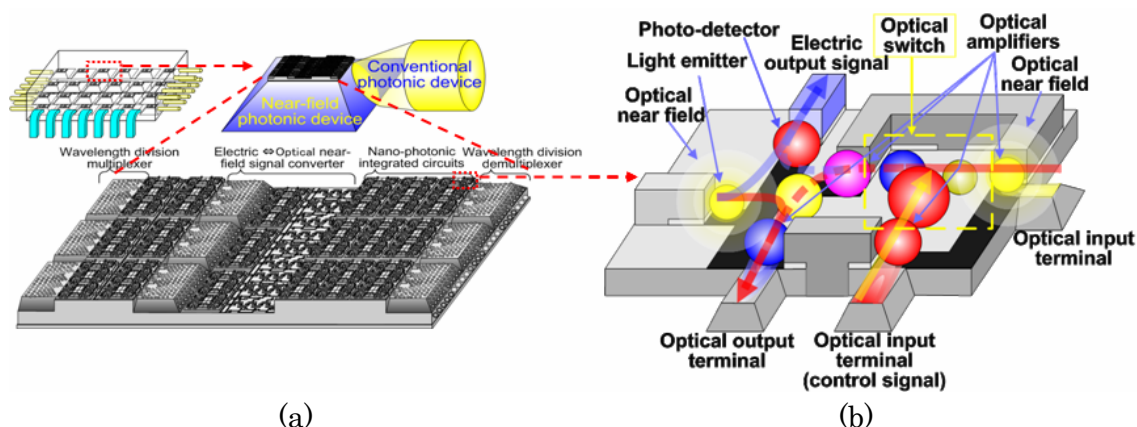 Conventional
photonic device
Near-field
photonic device
Wavelength division
multiplexer
Electric ⇔ Optical near-
field signal converter
Nano-photonic
integrated circuits
Wavelength division
demultiplexer
(a)
Photo-detector
Light emitter
Optical
near field
Electric
output signal
Optical
switch
Optical
amplifiers
Optical
near field
Optical input
terminal
Optical output
terminal
Optical input
terminal
(control signal)
(b)